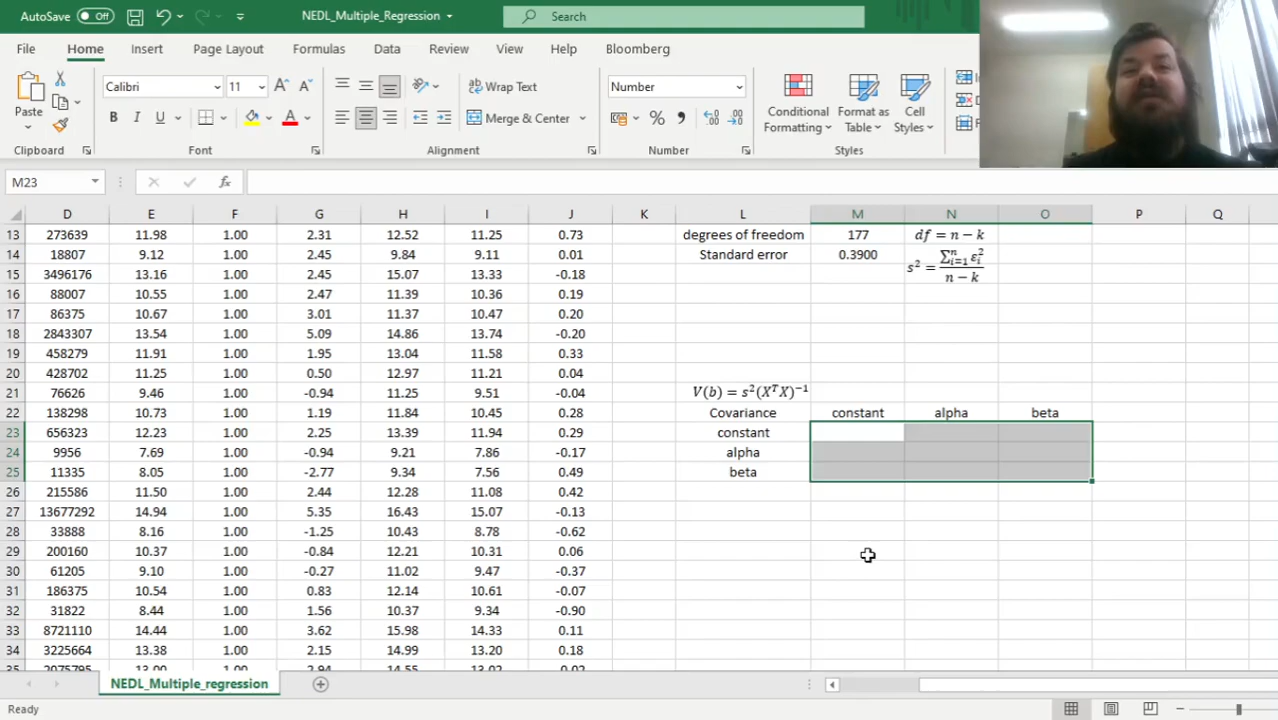 AutoSave Off NEDL_Multiple_Regression Search
File Home Insert Page Layout Formulas Data Review View Help Bloomberg
Calibri 11 Wrap Text Number
Paste B I U A Merge & Center % Conditional Formatting Format as Table Cell Styles
Clipboard Font Alignment Number Styles
M23 fx
D E F G H I J K L M N O P Q
13 273639 11.98 1.00 2.31 12.52 11.25 0.73 degrees of freedom 177 df = n − k
14 18807 9.12 1.00 2.45 9.84 9.11 0.01 Standard error 0.3900 s² = Σᵢ₌₁ⁿ εᵢ² / n − k
15 3496176 13.16 1.00 2.45 15.07 13.33 -0.18
16 88007 10.55 1.00 2.47 11.39 10.36 0.19
17 86375 10.67 1.00 3.01 11.37 10.47 0.20
18 2843307 13.54 1.00 5.09 14.86 13.74 -0.20
19 458279 11.91 1.00 1.95 13.04 11.58 0.33
20 428702 11.25 1.00 0.50 12.97 11.21 0.04
21 76626 9.46 1.00 -0.94 11.25 9.51 -0.04 V(b) = s²(XᵀX)⁻¹
22 138298 10.73 1.00 1.19 11.84 10.45 0.28 Covariance constant alpha beta
23 656323 12.23 1.00 2.25 13.39 11.94 0.29 constant
24 9956 7.69 1.00 -0.94 9.21 7.86 -0.17 alpha
25 11335 8.05 1.00 -2.77 9.34 7.56 0.49 beta
26 215586 11.50 1.00 2.44 12.28 11.08 0.42
27 13677292 14.94 1.00 5.35 16.43 15.07 -0.13
28 33888 8.16 1.00 -1.25 10.43 8.78 -0.62
29 200160 10.37 1.00 -0.84 12.21 10.31 0.06
30 61205 9.10 1.00 -0.27 11.02 9.47 -0.37
31 186375 10.54 1.00 0.83 12.14 10.61 -0.07
32 31822 8.44 1.00 1.56 10.37 9.34 -0.90
33 8721110 14.44 1.00 3.62 15.98 14.33 0.11
34 3225664 13.38 1.00 2.15 14.99 13.20 0.18
NEDL_Multiple_regression
Ready